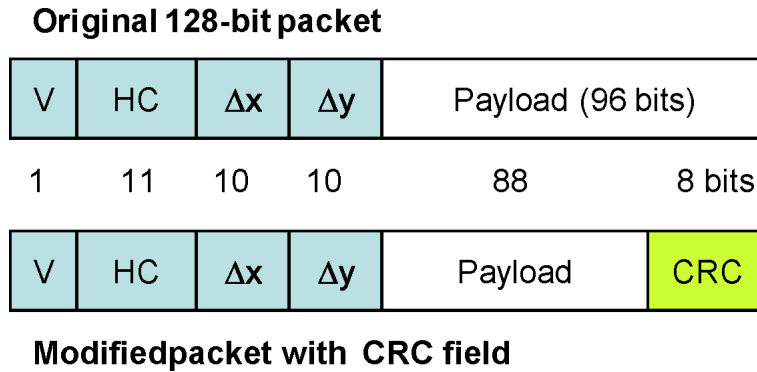 Original 128-bit packet
V HC Δx Δy Payload (96 bits)
1 11 10 10 88 8 bits
V HC Δx Δy Payload CRC
Modifiedpacket with CRC field